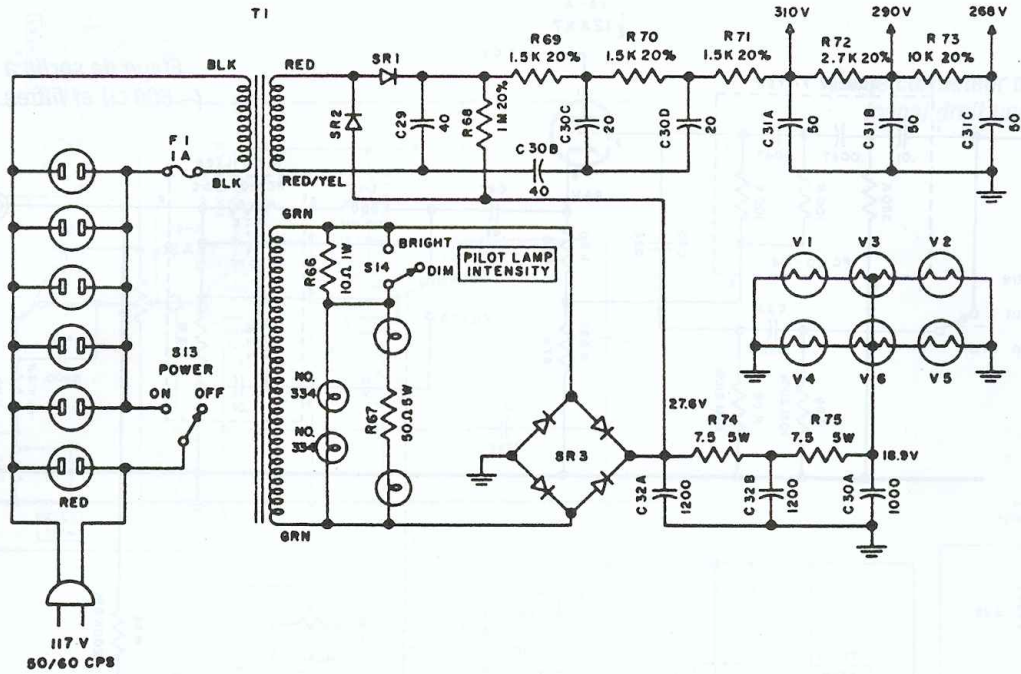 T1
310V
290V
268V
BLK
RED
SR1
R69
1.5K 20%
R70
1.5K 20%
R71
1.5K 20%
R72
2.7K 20%
R73
10K 20%
SR2
C29
40
R68
1M 20%
C30C
20
C30D
20
C31A
50
C31B
50
C31C
50
F1
1A
BLK
RED/YEL
C30B
40
GRN
R66
10Ω 1W
S14
BRIGHT
DIM
PILOT LAMP
INTENSITY
V1
V3
V2
V4
V6
V5
S13
POWER
ON
OFF
NO.
334
NO.
334
R67
50Ω 5W
SR3
27.6V
R74
7.5 5W
R75
7.5 5W
18.9V
C32A
1200
C32B
1200
C30A
1000
RED
GRN
117 V
50/60 CPS